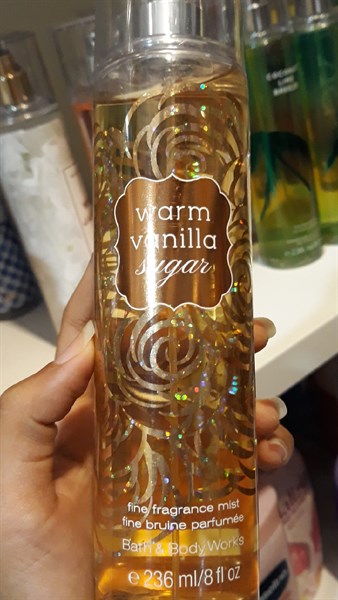 warm
vanilla
sugar
fine fragrance mist
fine bruine parfumée
Bath & Body Works
e 236 ml/8 fl oz